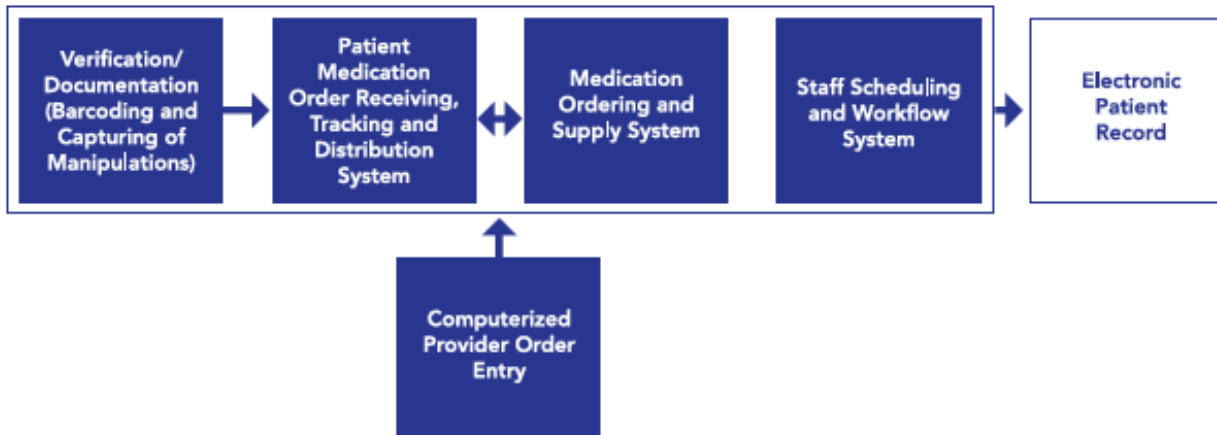 Verification/
Documentation
(Barcoding and
Capturing of
Manipulations)
Patient
Medication
Order Receiving,
Tracking and
Distribution
System
Medication
Ordering and
Supply System
Staff Scheduling
and Workflow
System
Electronic
Patient
Record
Computerized
Provider Order
Entry